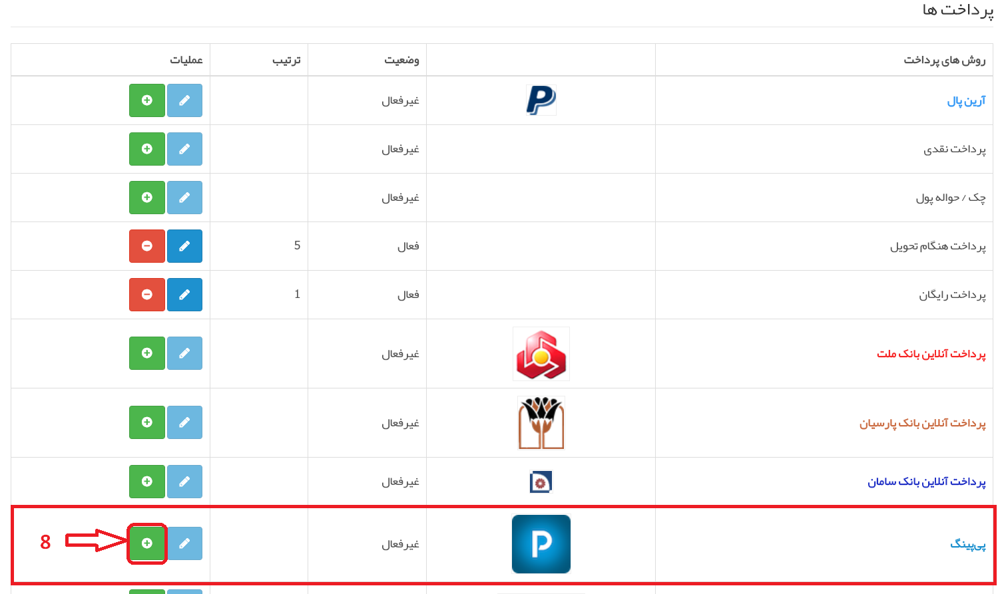 پرداخت ها
روش های پرداخت وضعیت ترتیب عملیات
آرین پال غیرفعال
پرداخت نقدی غیرفعال
چک / حواله پول غیرفعال
پرداخت هنگام تحویل فعال 5
پرداخت رایگان فعال 1
پرداخت آنلاین بانک ملت غیرفعال
پرداخت آنلاین بانک پارسیان غیرفعال
پرداخت آنلاین بانک سامان غیرفعال
پی‌پینگ P غیرفعال 8